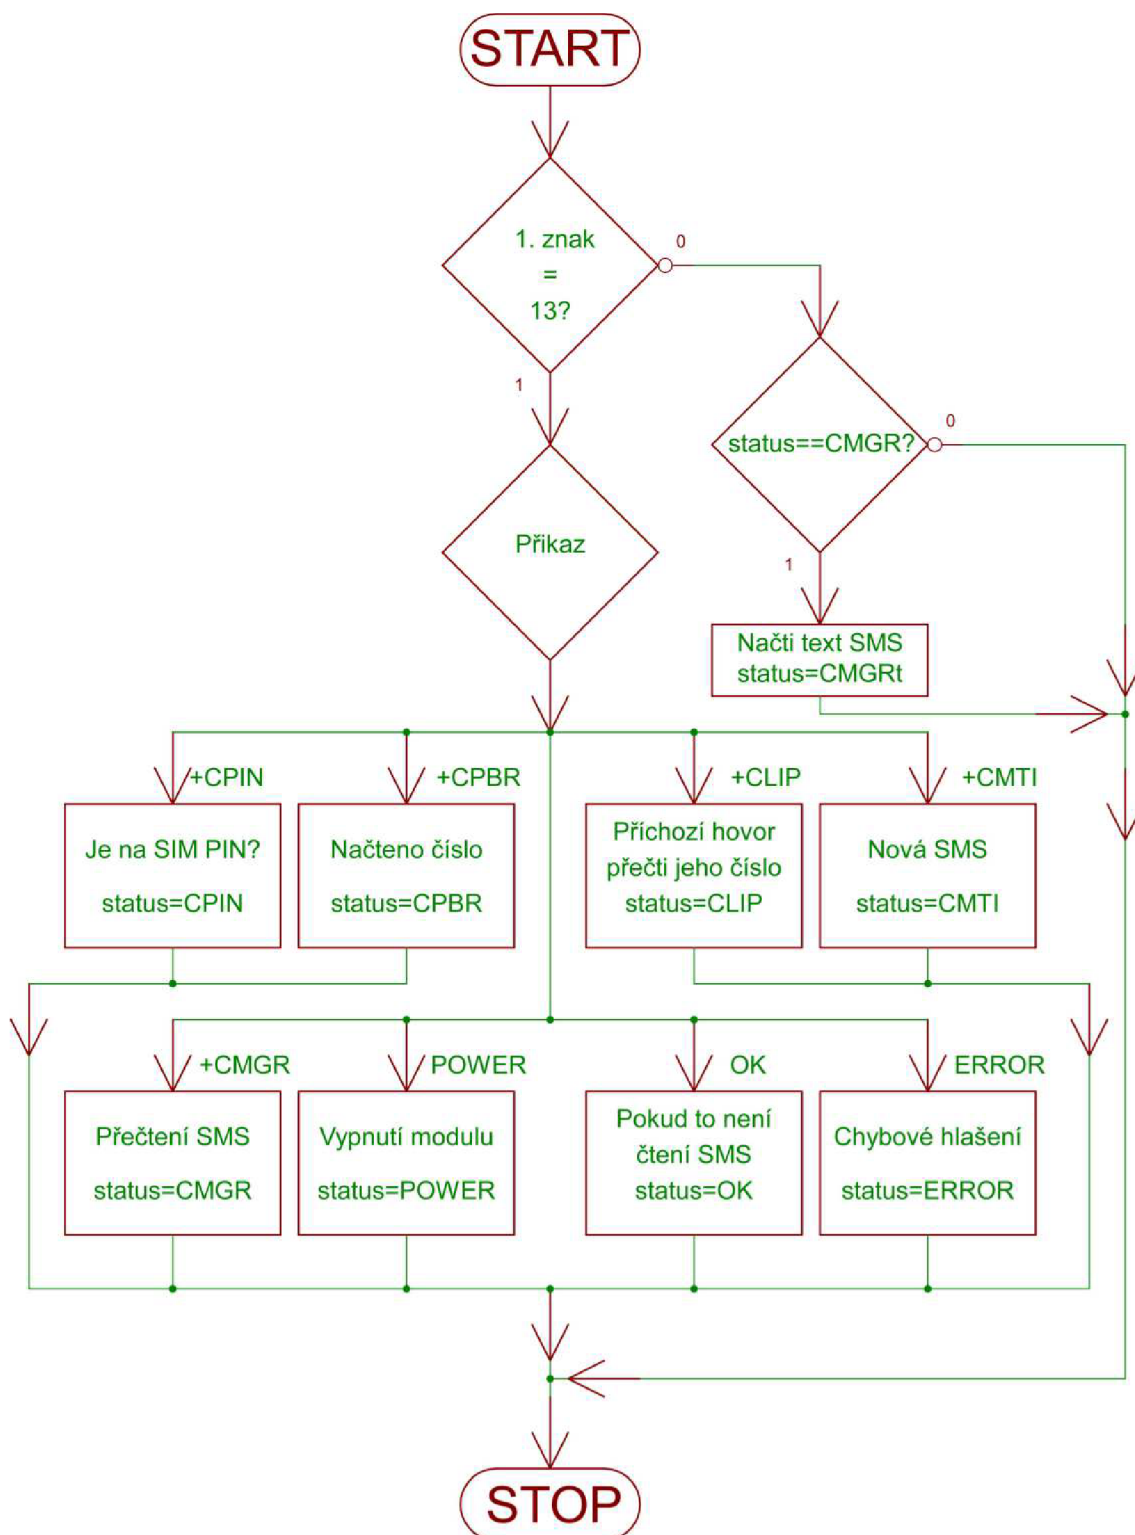 START
1. znak
=
13?
0
1
status==CMGR?
0
1
Přikaz
Načti text SMS
status=CMGRt
+CPIN
+CPBR
+CLIP
+CMTI
Je na SIM PIN?
status=CPIN
Načteno číslo
status=CPBR
Příchozí hovor
přečti jeho číslo
status=CLIP
Nová SMS
status=CMTI
+CMGR
POWER
OK
ERROR
Přečtení SMS
status=CMGR
Vypnutí modulu
status=POWER
Pokud to není
čtení SMS
status=OK
Chybové hlašení
status=ERROR
STOP